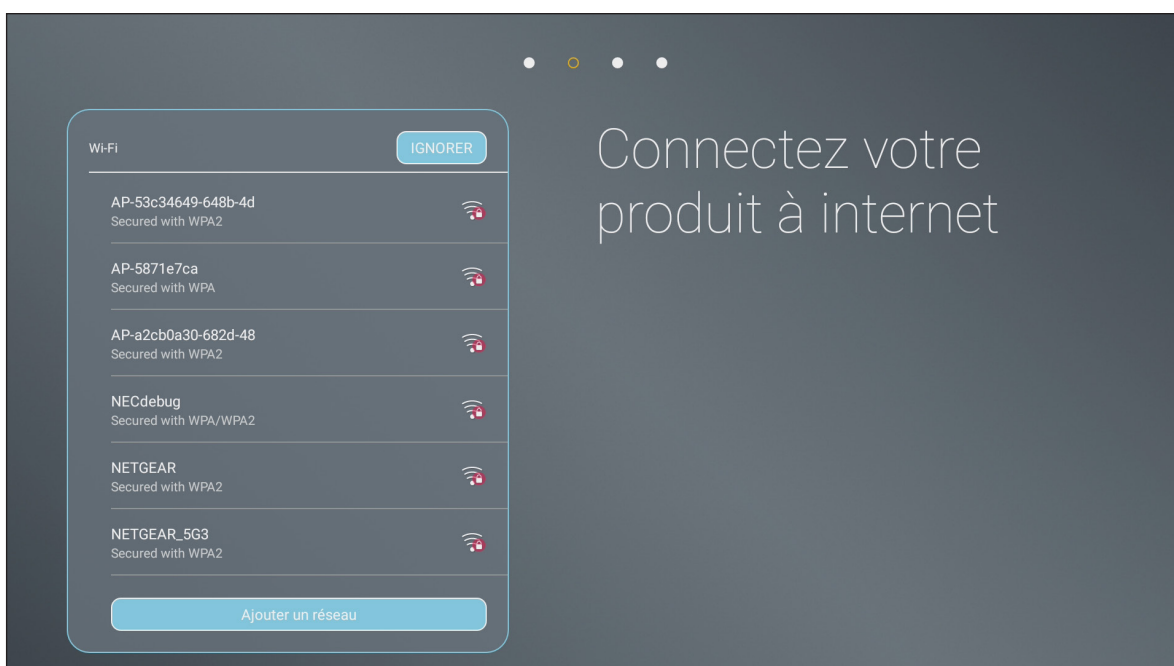 Wi-Fi
IGNORER
AP-53c34649-648b-4d
Secured with WPA2
AP-5871e7ca
Secured with WPA
AP-a2cb0a30-682d-48
Secured with WPA2
NECdebug
Secured with WPA/WPA2
NETGEAR
Secured with WPA2
NETGEAR_5G3
Secured with WPA2
Ajouter un réseau
Connectez votre
produit à internet